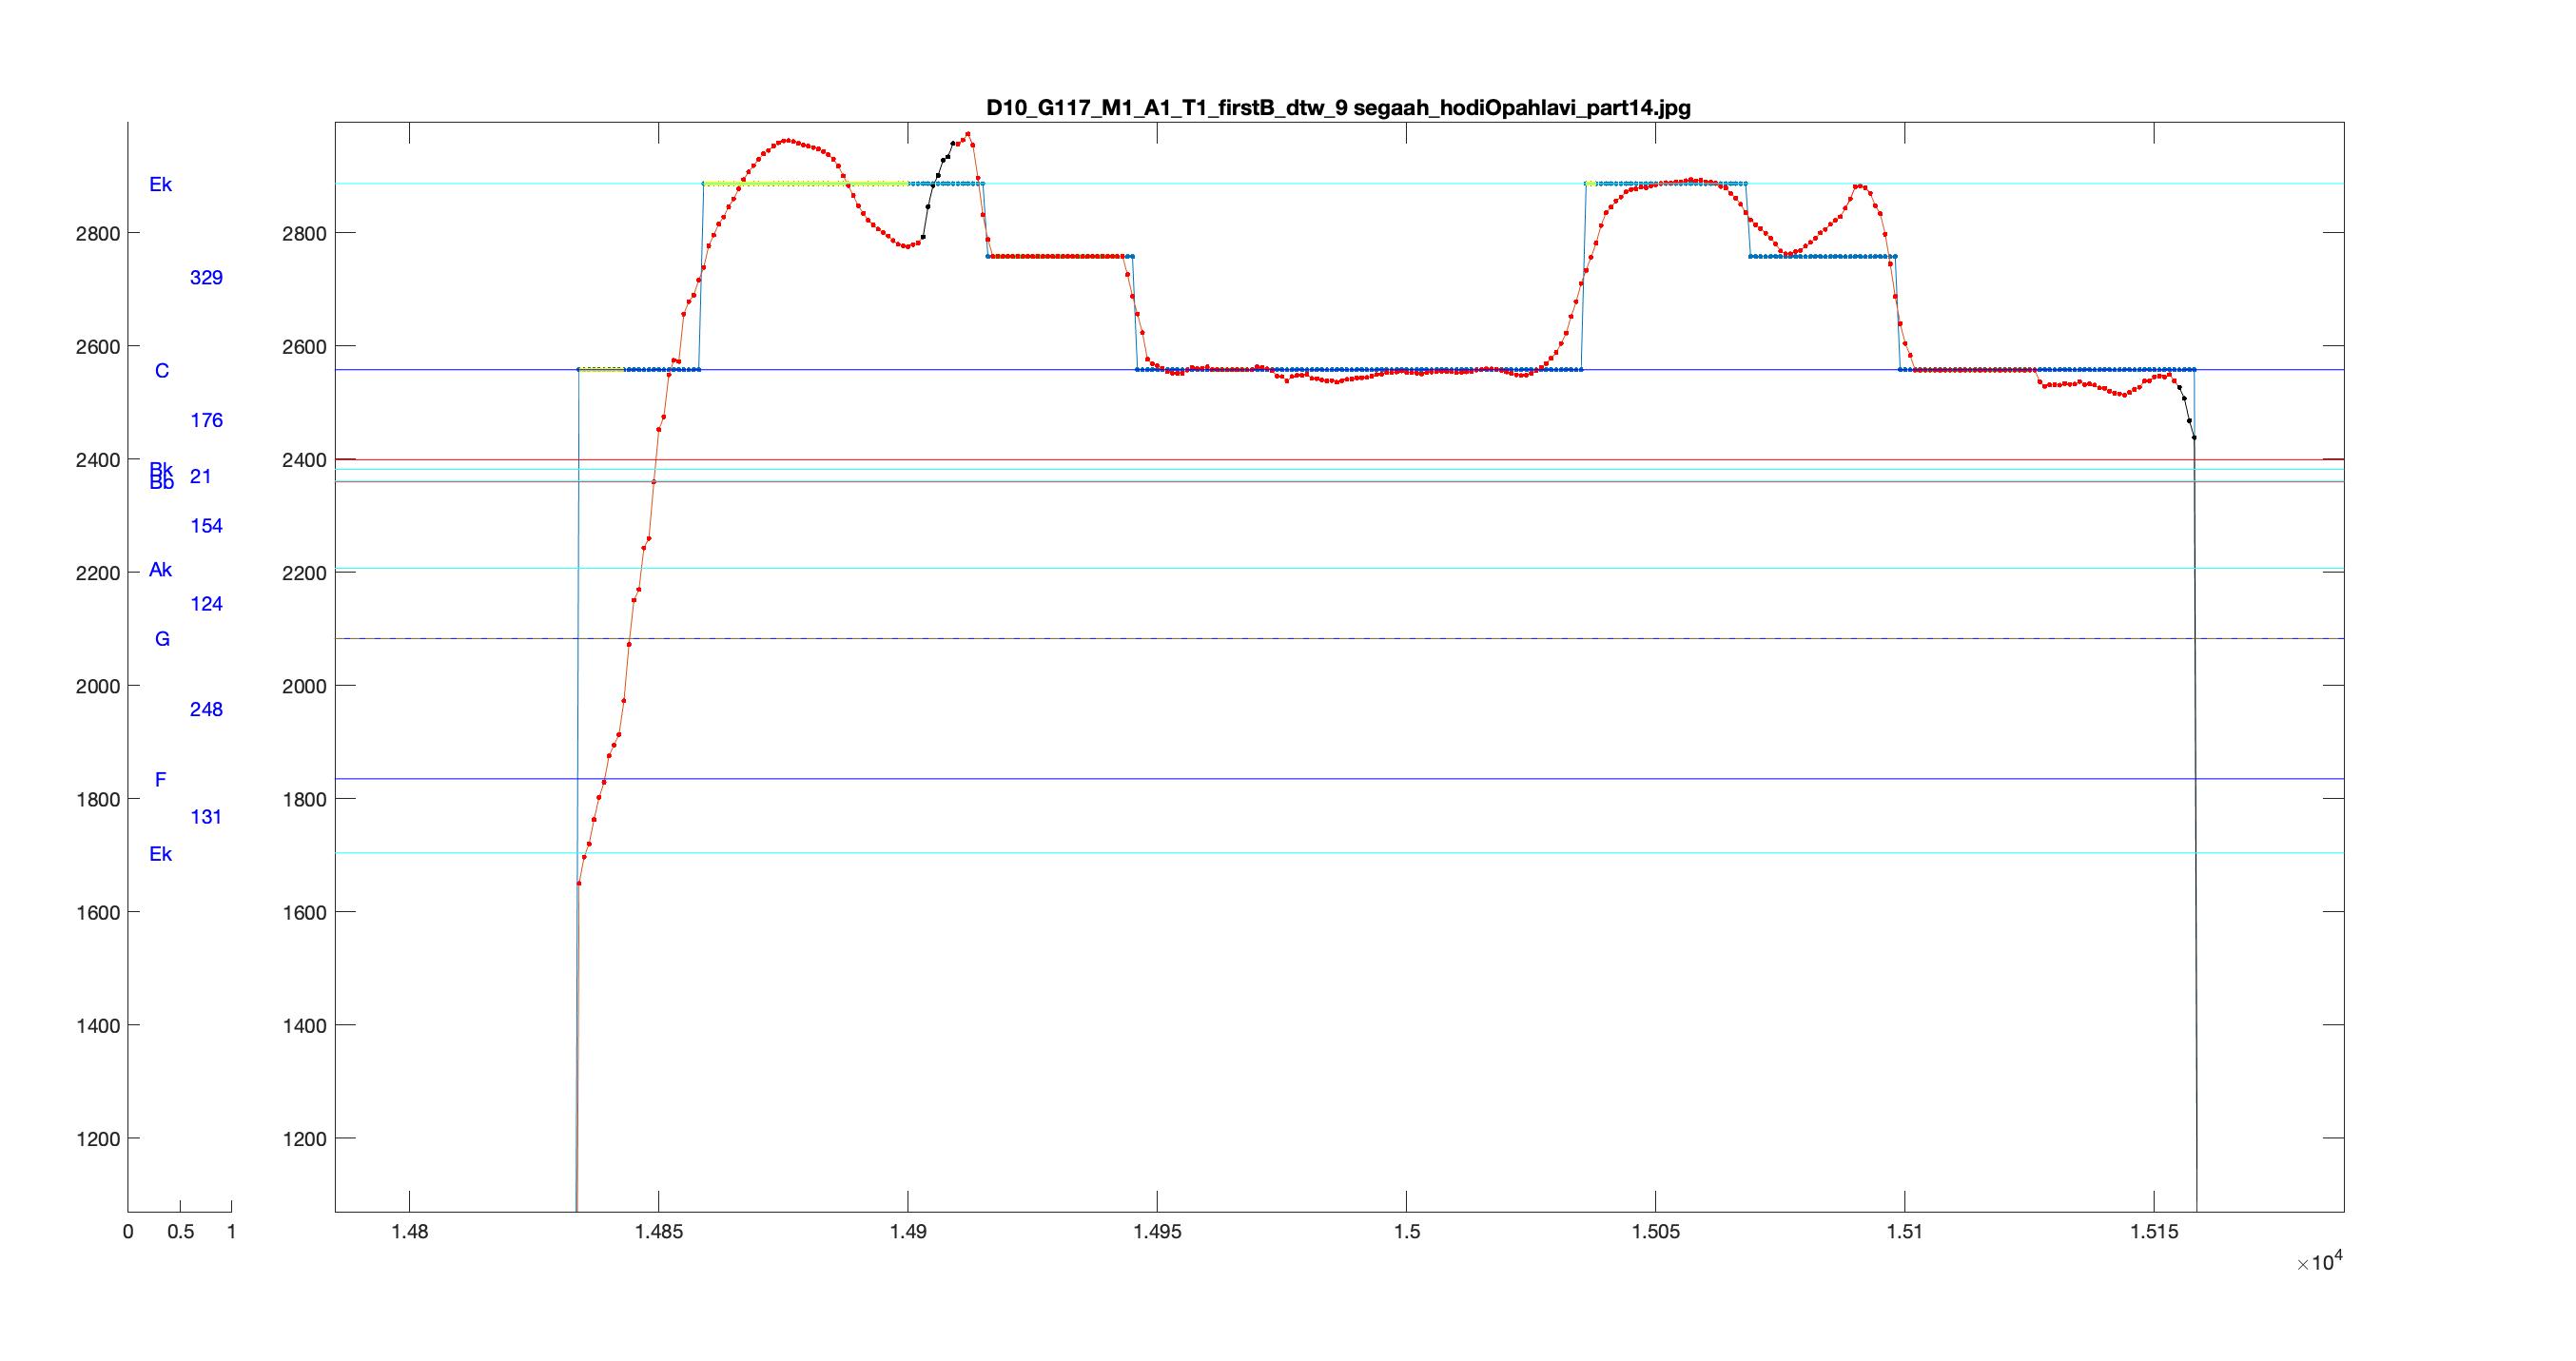 D10_G117_M1_A1_T1_firstB_dtw_9 segaah_hodiOpahlavi_part14.jpg
Ek
2800 2800
329
2600 2600
C
176
2400 2400
Bk
21
Bb
154
Ak
2200 2200
124
G
2000 2000
248
F
1800 1800
131
Ek
1600 1600
1400 1400
1200 1200
0 0.5 1 1.48 1.485 1.49 1.495 1.5 1.505 1.51 1.515
×10⁴